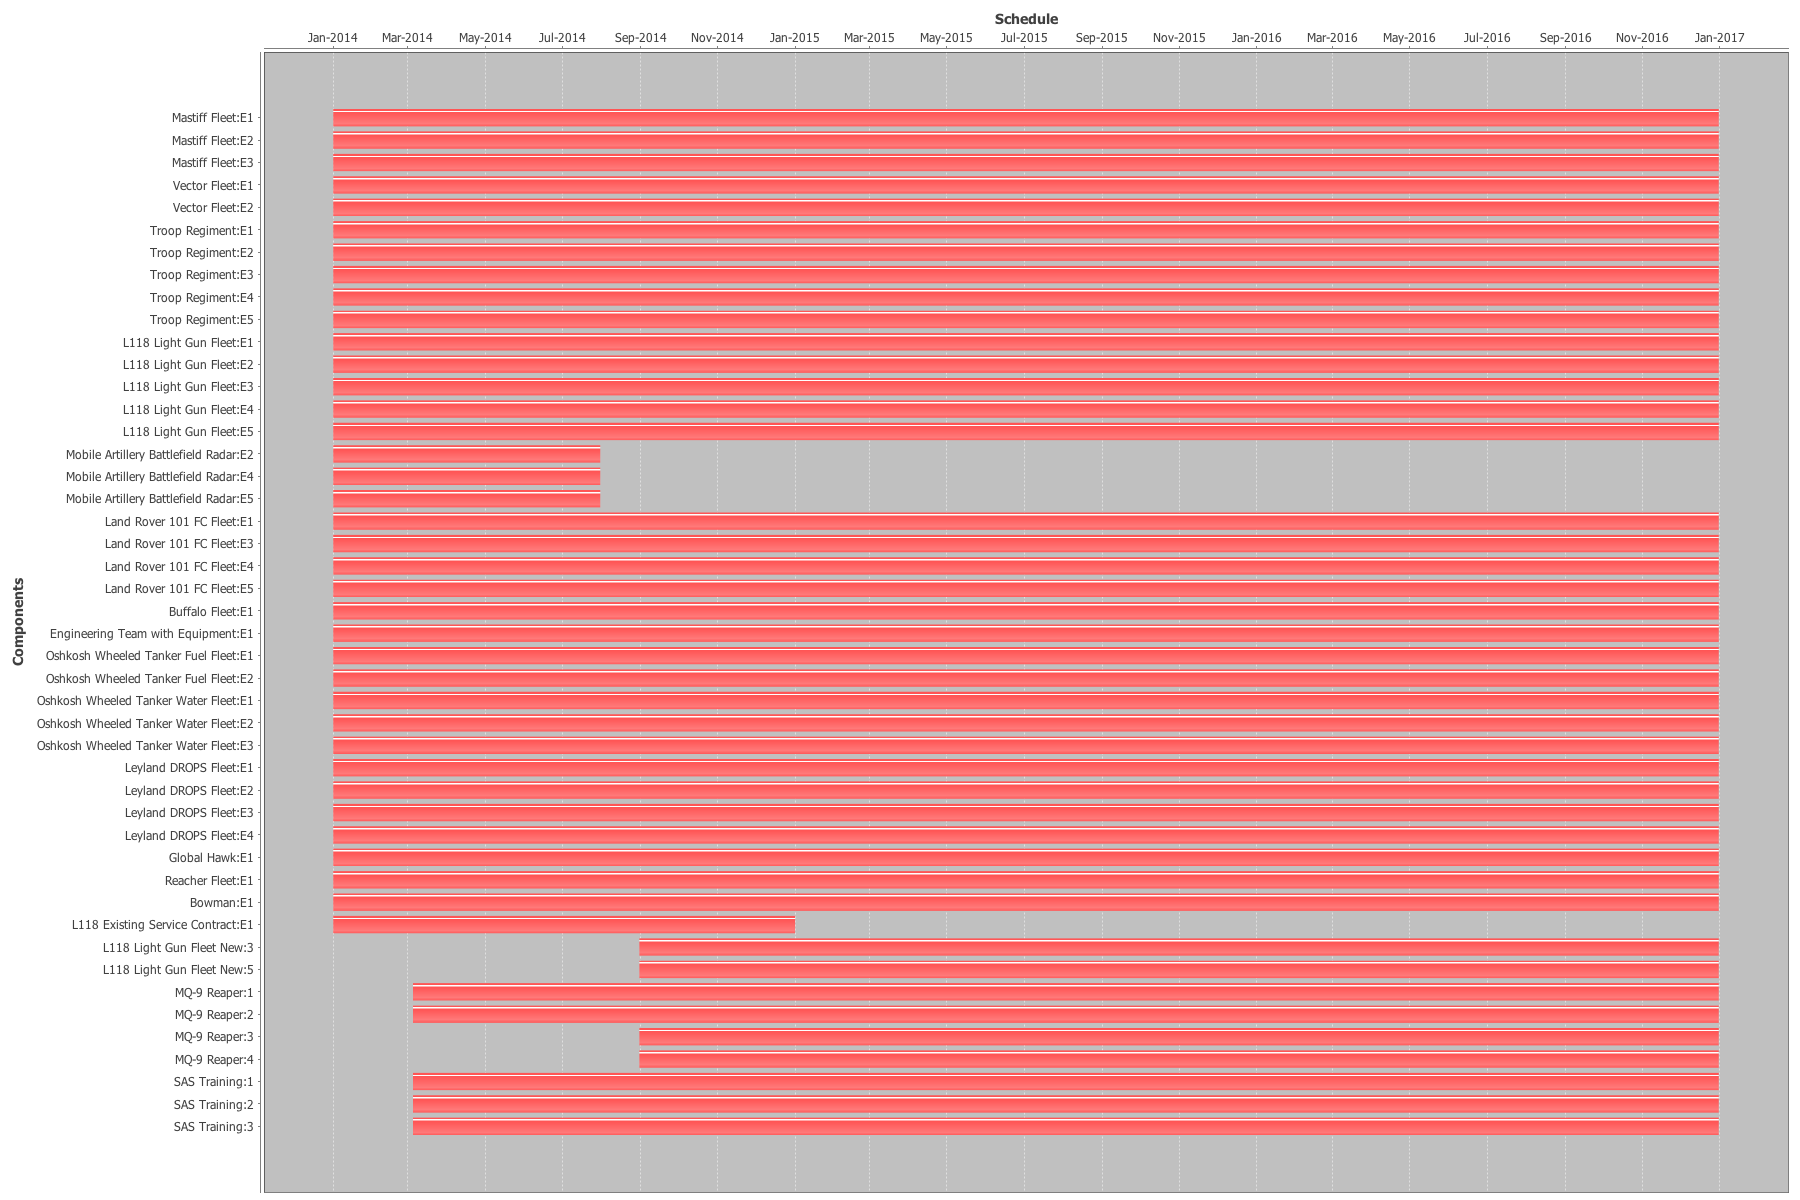 Schedule
Jan-2014 Mar-2014 May-2014 Jul-2014 Sep-2014 Nov-2014 Jan-2015 Mar-2015 May-2015 Jul-2015 Sep-2015 Nov-2015 Jan-2016 Mar-2016 May-2016 Jul-2016 Sep-2016 Nov-2016 Jan-2017
Components
Mastiff Fleet:E1
Mastiff Fleet:E2
Mastiff Fleet:E3
Vector Fleet:E1
Vector Fleet:E2
Troop Regiment:E1
Troop Regiment:E2
Troop Regiment:E3
Troop Regiment:E4
Troop Regiment:E5
L118 Light Gun Fleet:E1
L118 Light Gun Fleet:E2
L118 Light Gun Fleet:E3
L118 Light Gun Fleet:E4
L118 Light Gun Fleet:E5
Mobile Artillery Battlefield Radar:E2
Mobile Artillery Battlefield Radar:E4
Mobile Artillery Battlefield Radar:E5
Land Rover 101 FC Fleet:E1
Land Rover 101 FC Fleet:E3
Land Rover 101 FC Fleet:E4
Land Rover 101 FC Fleet:E5
Buffalo Fleet:E1
Engineering Team with Equipment:E1
Oshkosh Wheeled Tanker Fuel Fleet:E1
Oshkosh Wheeled Tanker Fuel Fleet:E2
Oshkosh Wheeled Tanker Water Fleet:E1
Oshkosh Wheeled Tanker Water Fleet:E2
Oshkosh Wheeled Tanker Water Fleet:E3
Leyland DROPS Fleet:E1
Leyland DROPS Fleet:E2
Leyland DROPS Fleet:E3
Leyland DROPS Fleet:E4
Global Hawk:E1
Reacher Fleet:E1
Bowman:E1
L118 Existing Service Contract:E1
L118 Light Gun Fleet New:3
L118 Light Gun Fleet New:5
MQ-9 Reaper:1
MQ-9 Reaper:2
MQ-9 Reaper:3
MQ-9 Reaper:4
SAS Training:1
SAS Training:2
SAS Training:3